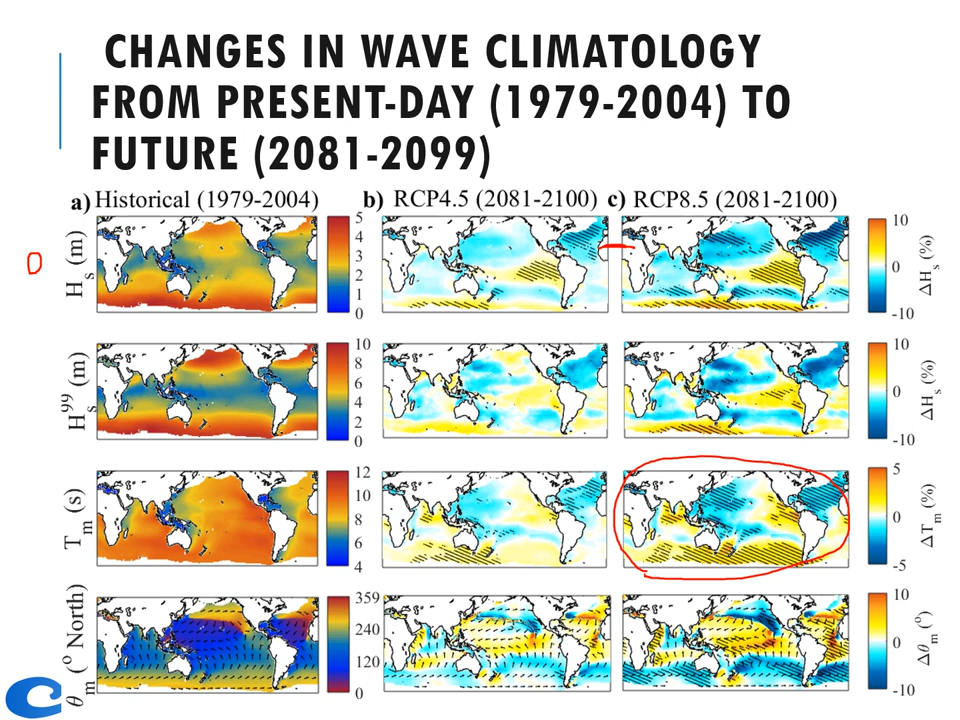 CHANGES IN WAVE CLIMATOLOGY
FROM PRESENT-DAY (1979-2004) TO
FUTURE (2081-2099)
a) Historical (1979-2004)
b) RCP4.5 (2081-2100)
c) RCP8.5 (2081-2100)
H_s (m)
5
4
3
2
1
0
10
0
-10
ΔH_s (%)
H_s^99 (m)
10
8
6
4
2
0
10
0
-10
ΔH_s (%)
T_m (s)
12
10
8
6
4
5
0
-5
ΔT_m (%)
θ_m (° North)
359
240
120
0
10
0
-10
Δθ_m (°)